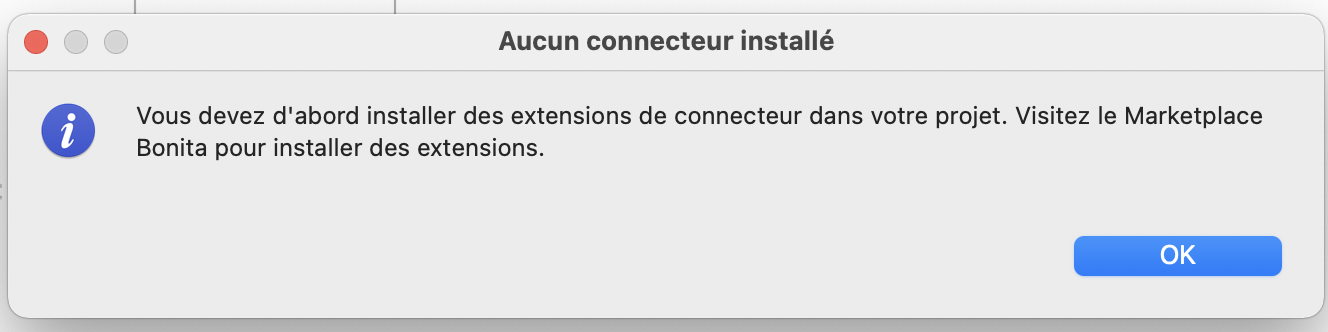 Aucun connecteur installé
Vous devez d'abord installer des extensions de connecteur dans votre projet. Visitez le Marketplace
Bonita pour installer des extensions.
OK